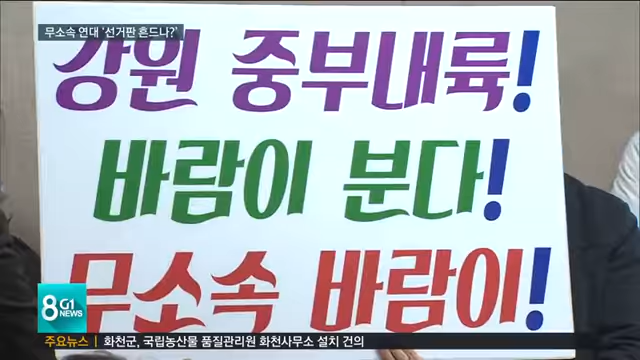 무소속 연대 '선거판 흔드나?'
강원 중부내륙!
바람이 분다!
무소속 바람이!
8 G1 NEWS
주요뉴스 화천군, 국립농산물 품질관리원 화천사무소 설치 건의